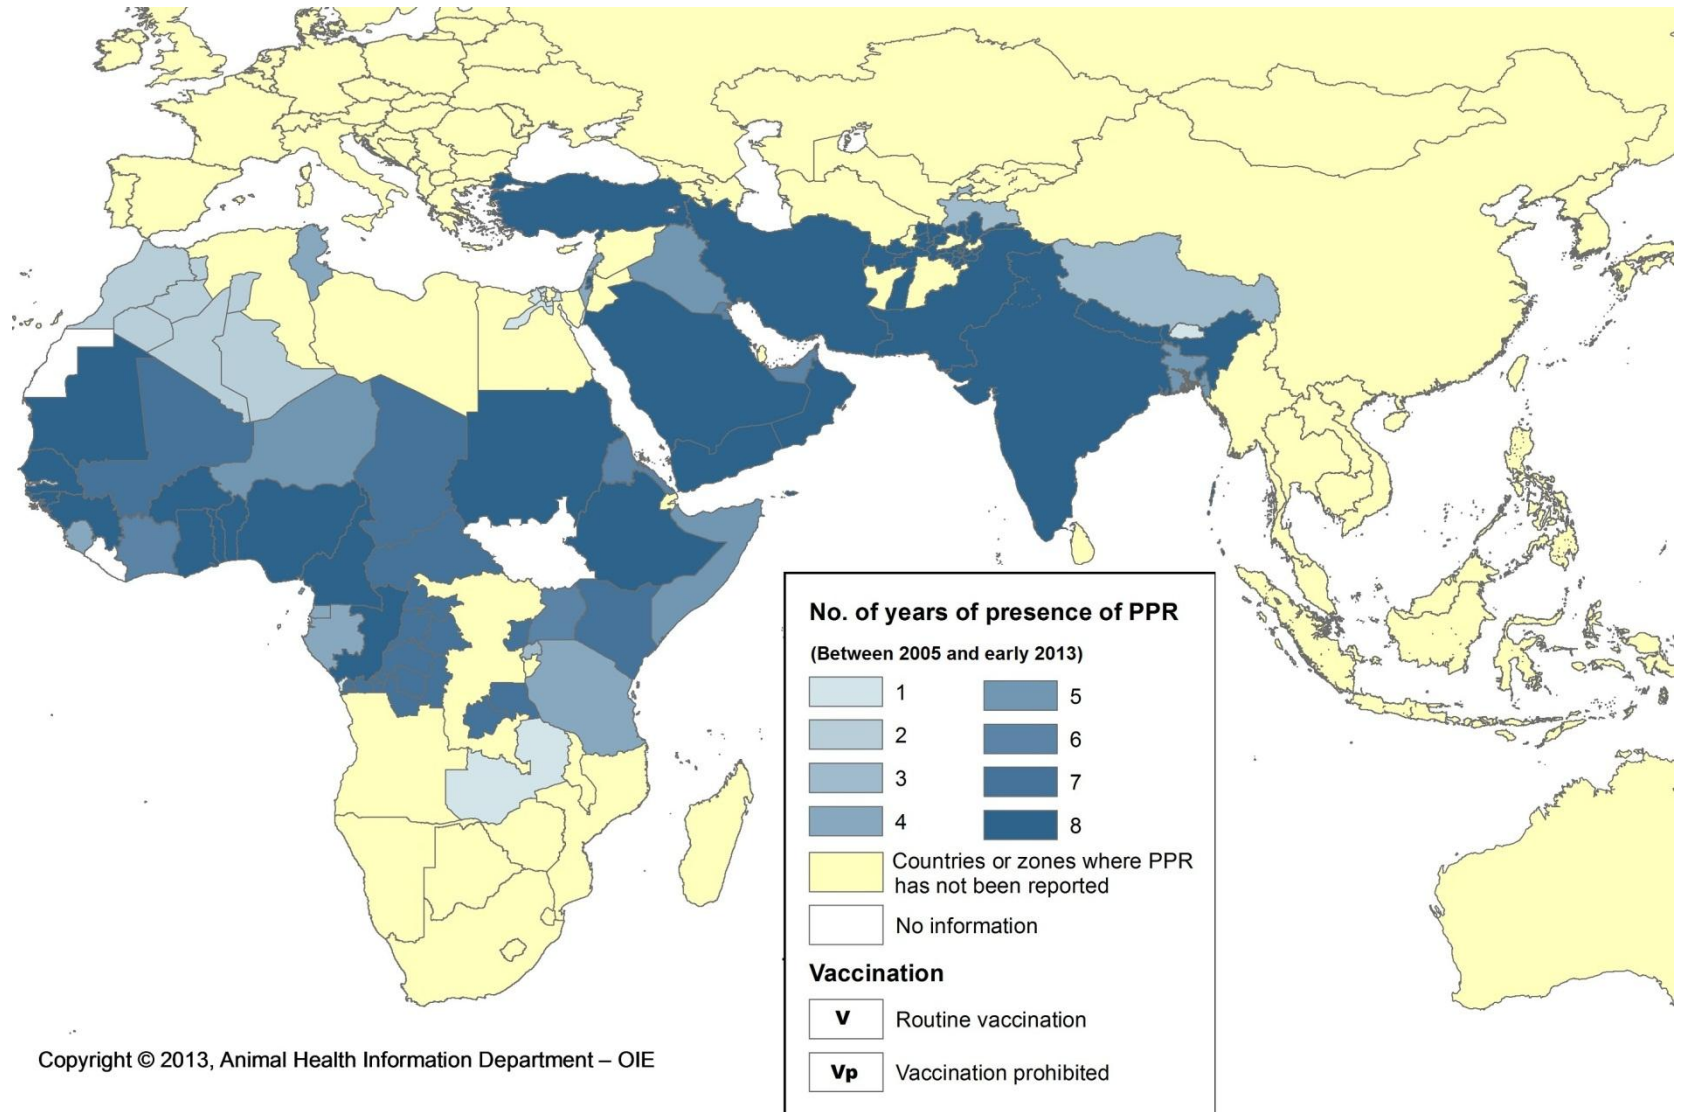 No. of years of presence of PPR
(Between 2005 and early 2013)
1
2
3
4
5
6
7
8
Countries or zones where PPR
has not been reported
No information
Vaccination
V Routine vaccination
Vp Vaccination prohibited
Copyright © 2013, Animal Health Information Department – OIE